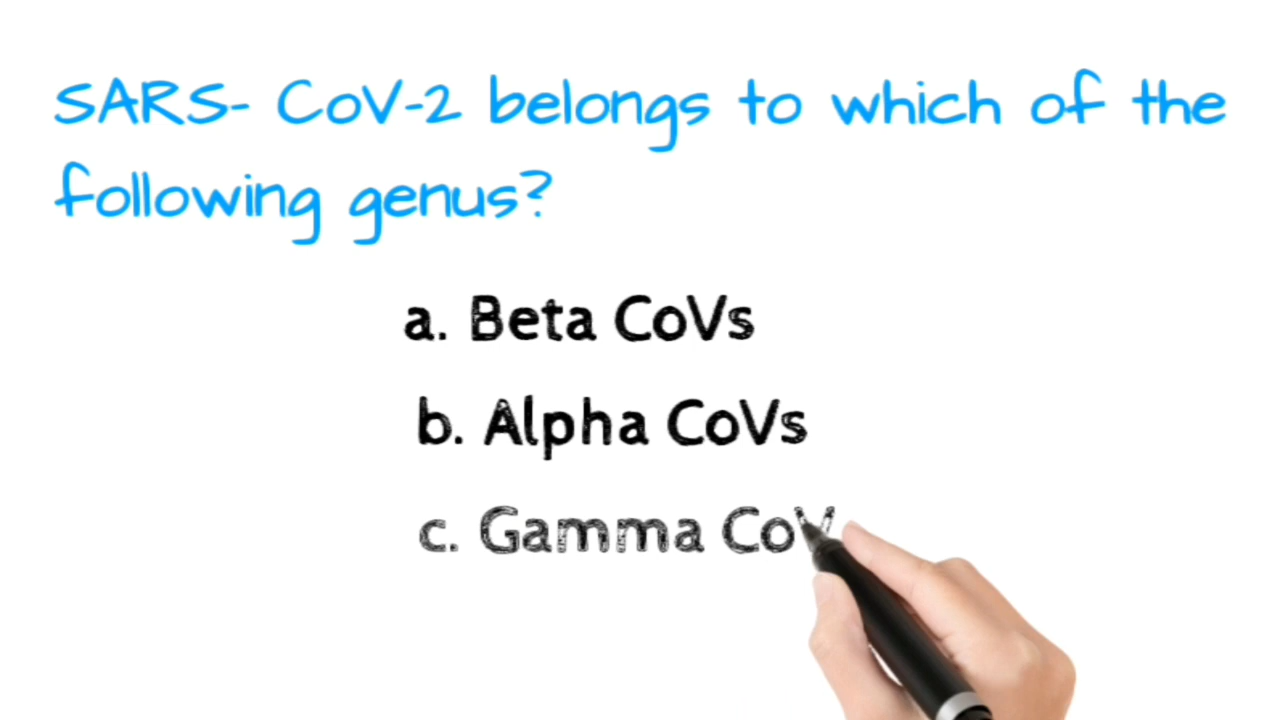 SARS- CoV-2 belongs to which of the
following genus?
a. Beta CoVs
b. Alpha CoVs
c. Gamma CoV